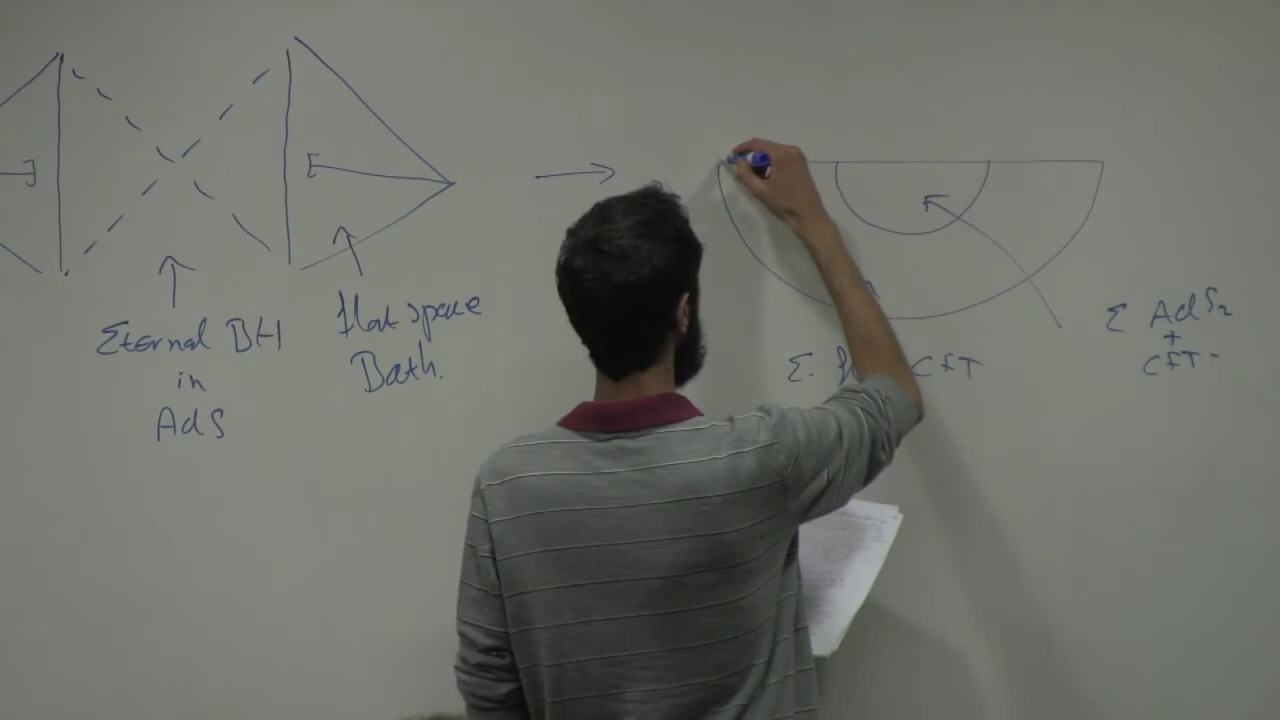 Eternal BH
in
AdS
flat space
Bath.
E. CFT
E AdS2
+
CFT